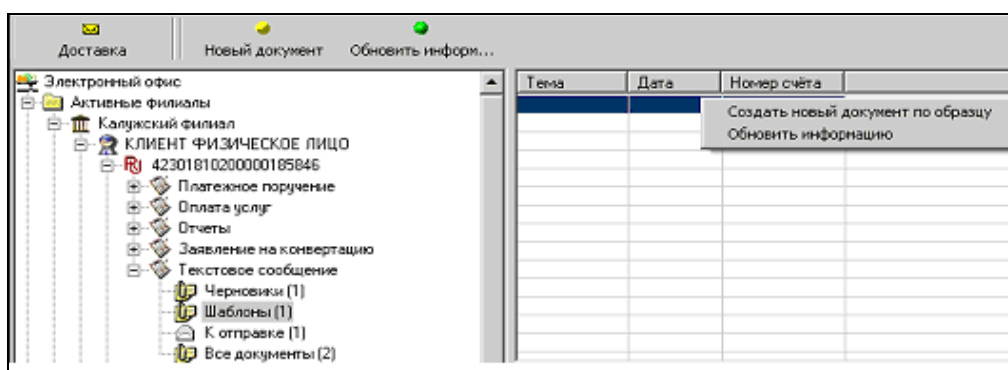 Доставка
Новый документ
Обновить информ...
Электронный офис
Активные филиалы
Калужский филиал
КЛИЕНТ ФИЗИЧЕСКОЕ ЛИЦО
42301810200000185846
Платежное поручение
Оплата услуг
Отчеты
Заявление на конвертацию
Текстовое сообщение
Черновики (1)
Шаблоны (1)
К отправке (1)
Все документы (2)
Тема
Дата
Номер счёта
Создать новый документ по образцу
Обновить информацию